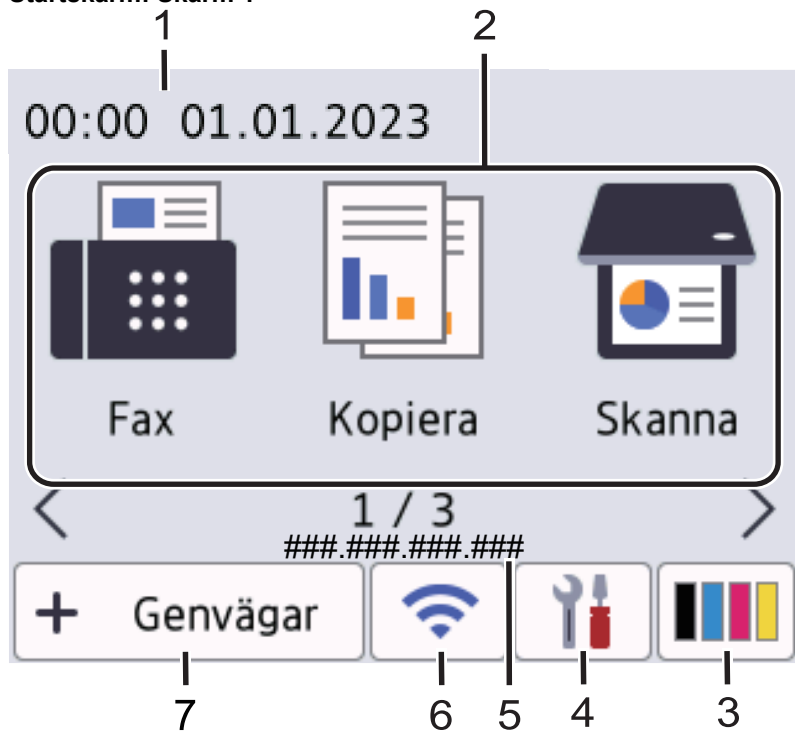 1 2
00:00 01.01.2023
Fax Kopiera Skanna
< 1 / 3 >
###.###.###.###
+ Genvägar
7 6 5 4 3